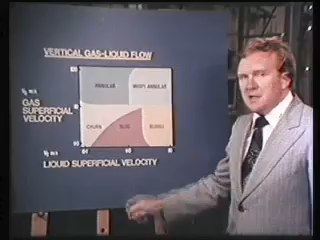 VERTICAL GAS-LIQUID FLOW
ANNULAR
WISPY-ANNULAR
GAS
SUPERFICIAL
VELOCITY
CHURN
SLUG
BUBBLY
LIQUID SUPERFICIAL VELOCITY